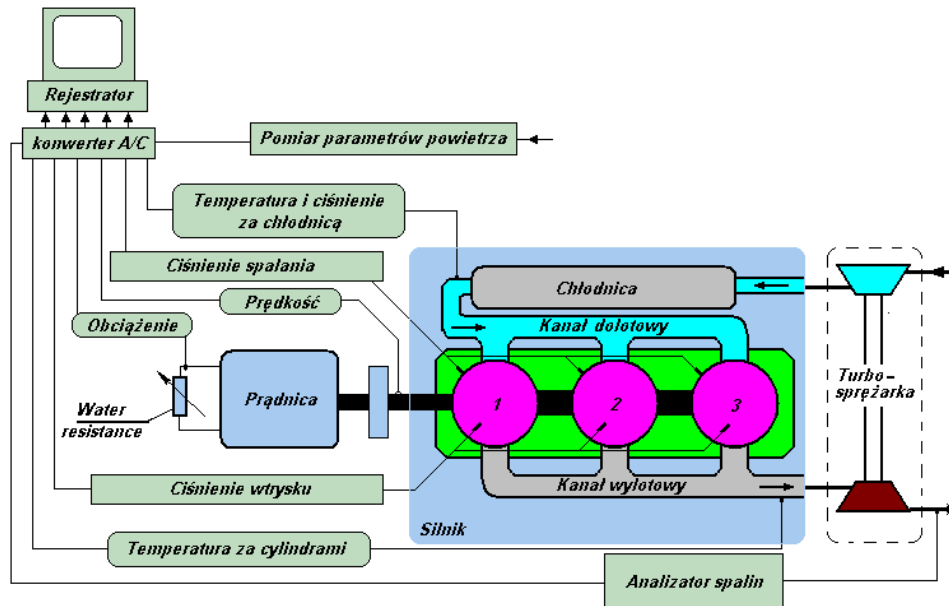 Rejestrator
konwerter A/C
Pomiar parametrów powietrza
Temperatura i ciśnienie
za chłodnicą
Ciśnienie spalania
Prędkość
Obciążenie
Chłodnica
Kanał dolotowy
Prądnica
1
2
3
Turbo-
sprężarka
Water
resistance
Ciśnienie wtrysku
Kanał wylotowy
Silnik
Temperatura za cylindrami
Analizator spalin